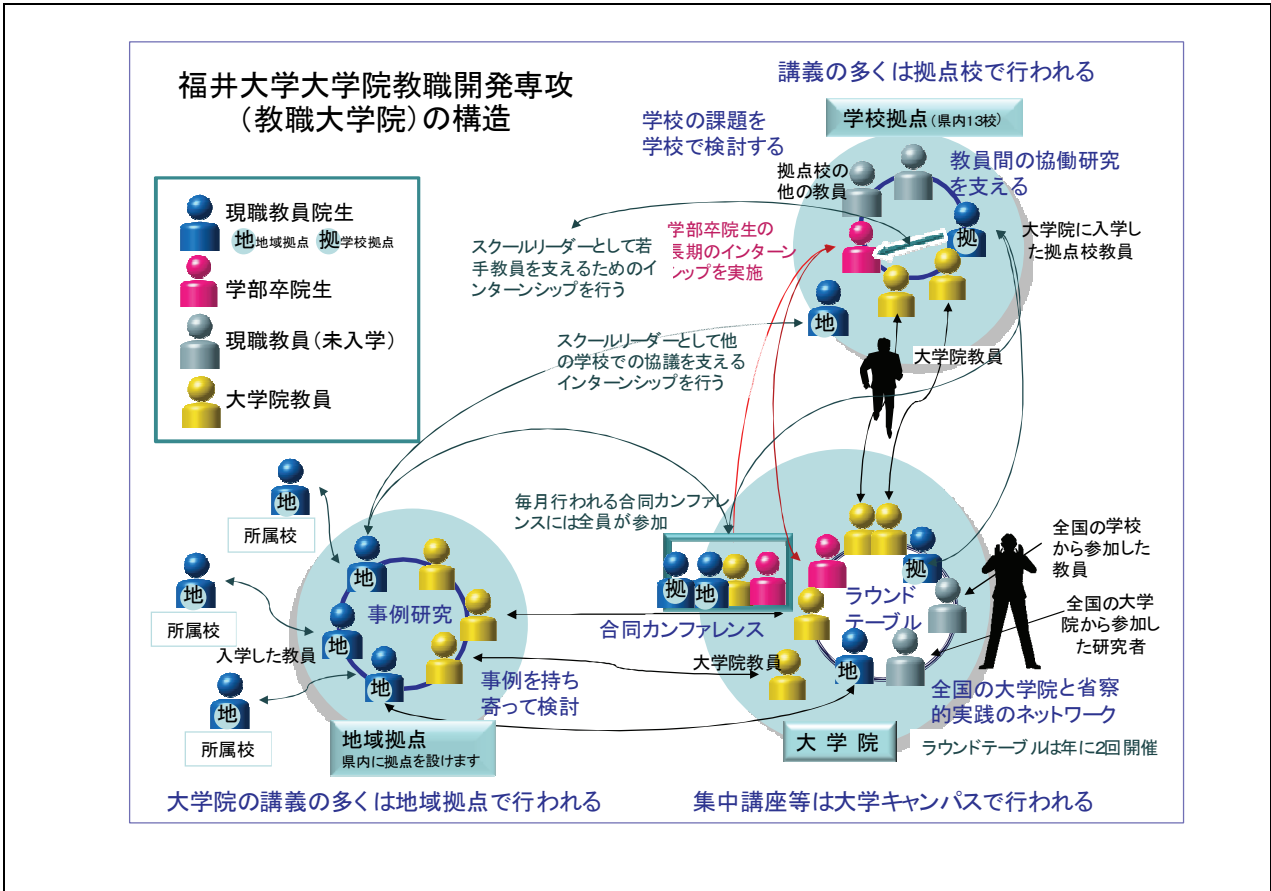 福井大学大学院教職開発専攻
（教職大学院）の構造
現職教員院生
地 地域拠点 拠 学校拠点
学部卒院生
現職教員（未入学）
大学院教員
講義の多くは拠点校で行われる
学校拠点（県内13校）
学校の課題を
学校で検討する
教員間の協働研究
を支える
拠点校の
他の教員
拠
大学院に入学し
た拠点校教員
学部卒院生の
長期のインターン
シップを実施
スクールリーダーとして若
手教員を支えるためのイ
ンターンシップを行う
地
大学院教員
スクールリーダーとして他
の学校での協議を支える
インターンシップを行う
毎月行われる合同カンファレ
ンスには全員が参加
地
所属校
地
所属校
地
所属校
入学した教員
地
地
地
事例研究
事例を持ち
寄って検討
地域拠点
県内に拠点を設けます
大学院の講義の多くは地域拠点で行われる
拠
地
合同カンファレンス
大学院教員
拠
地
ラウンド
テーブル
全国の学校
から参加した
教員
全国の大学
院から参加し
た研究者
全国の大学院と省察
的実践のネットワーク
大 学 院
ラウンドテーブルは年に2回開催
集中講座等は大学キャンパスで行われる